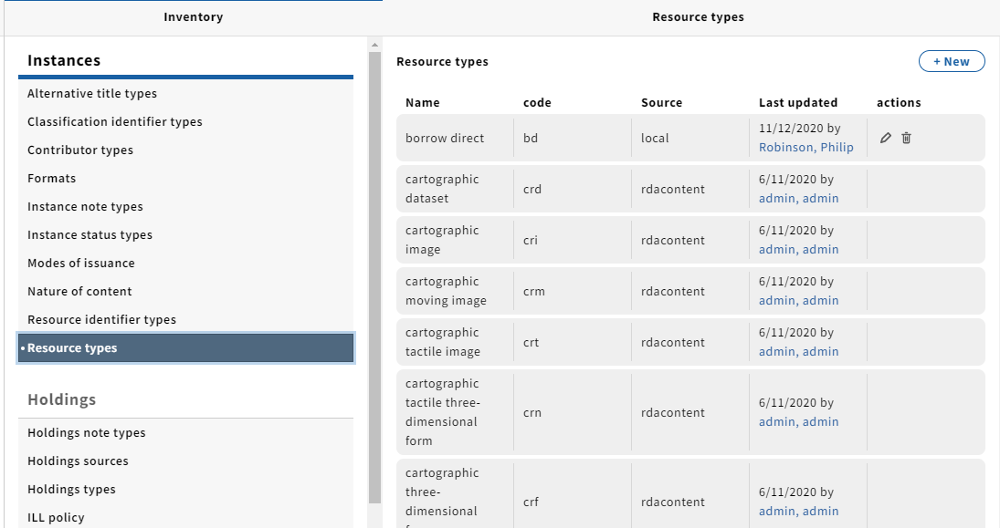 Inventory
Resource types
Instances
Alternative title types
Classification identifier types
Contributor types
Formats
Instance note types
Instance status types
Modes of issuance
Nature of content
Resource identifier types
• Resource types
Holdings
Holdings note types
Holdings sources
Holdings types
ILL policy
Resource types
+ New
Name code Source Last updated actions
borrow direct bd local 11/12/2020 by
Robinson, Philip
cartographic
dataset crd rdacontent 6/11/2020 by
admin, admin
cartographic
image cri rdacontent 6/11/2020 by
admin, admin
cartographic
moving image crm rdacontent 6/11/2020 by
admin, admin
cartographic
tactile image crt rdacontent 6/11/2020 by
admin, admin
cartographic
tactile three-
dimensional
form crn rdacontent 6/11/2020 by
admin, admin
cartographic
three-
dimensional
crf rdacontent 6/11/2020 by
admin, admin